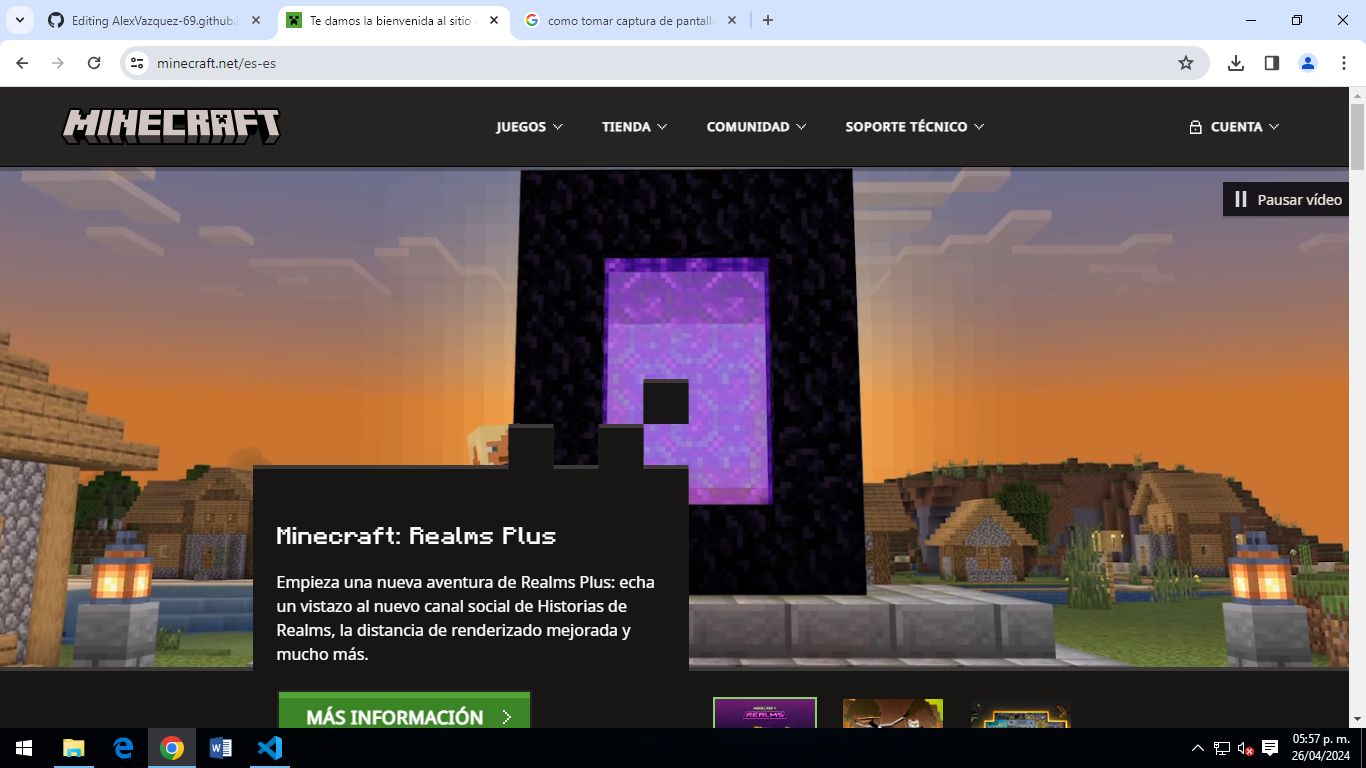 Editing AlexVazquez-69.github.i
Te damos la bienvenida al sitio
como tomar captura de pantalla
minecraft.net/es-es
MINECRAFT
JUEGOS
TIENDA
COMUNIDAD
SOPORTE TÉCNICO
CUENTA
Pausar vídeo
Minecraft: Realms Plus
Empieza una nueva aventura de Realms Plus: echa
un vistazo al nuevo canal social de Historias de
Realms, la distancia de renderizado mejorada y
mucho más.
MÁS INFORMACIÓN
REALMS
05:57 p. m.
26/04/2024